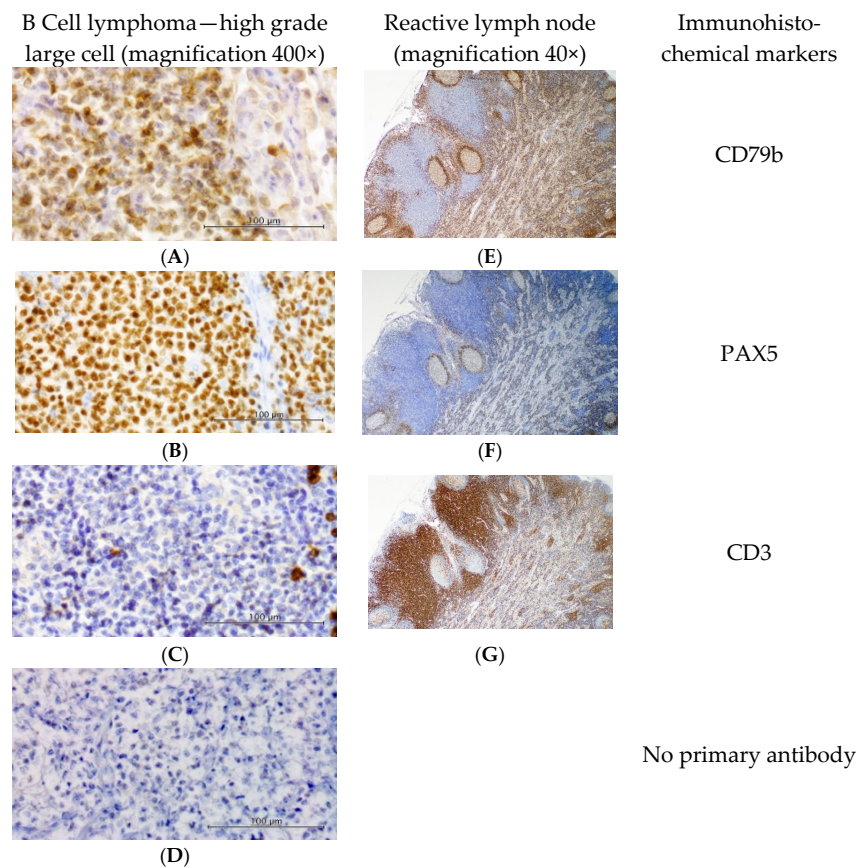 B Cell lymphoma—high grade
large cell (magnification 400×)
Reactive lymph node
(magnification 40×)
Immunohisto-
chemical markers
100 µm
(A)
(E)
CD79b
100 µm
(B)
(F)
PAX5
100 µm
(C)
(G)
CD3
100 µm
(D)
No primary antibody